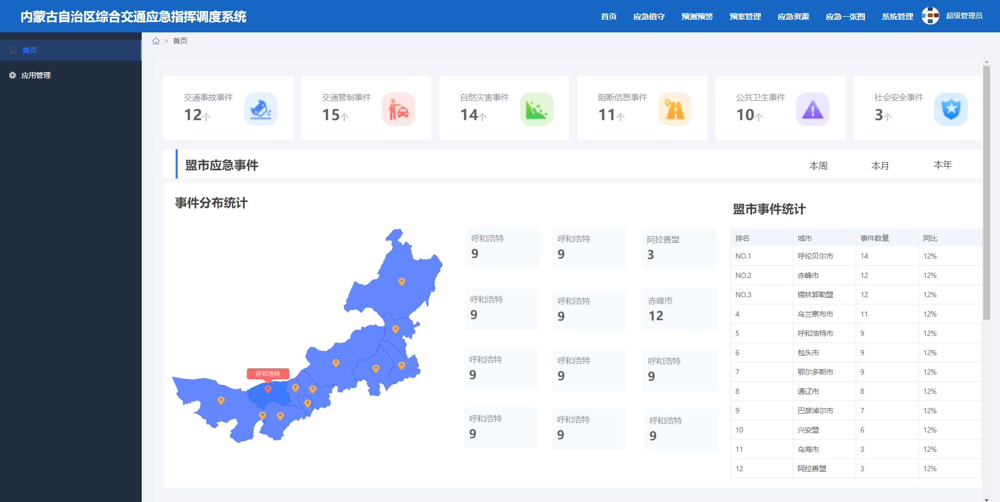 内蒙古自治区综合交通应急指挥调度系统
首页 应急值守 预测预警 预案管理 应急资源 应急一张图 系统管理 超级管理员
首页
应用管理
> 首页
交通事故事件
12个
交通管制事件
15个
自然灾害事件
14个
阻断信息事件
11个
公共卫生事件
10个
社会安全事件
3个
盟市应急事件
本周 本月 本年
事件分布统计
呼和浩特
呼和浩特
9
呼和浩特
9
阿拉善盟
3
呼和浩特
9
呼和浩特
9
赤峰市
12
呼和浩特
9
呼和浩特
9
呼和浩特
9
呼和浩特
9
呼和浩特
9
呼和浩特
9
盟市事件统计
排名 城市 事件数量 同比
NO.1 呼伦贝尔市 14 12%
NO.2 赤峰市 12 12%
NO.3 锡林郭勒盟 12 12%
4 乌兰察布市 11 12%
5 呼和浩特市 9 12%
6 包头市 9 12%
7 鄂尔多斯市 9 12%
8 通辽市 8 12%
9 巴彦淖尔市 7 12%
10 兴安盟 6 12%
11 乌海市 3 12%
12 阿拉善盟 3 12%